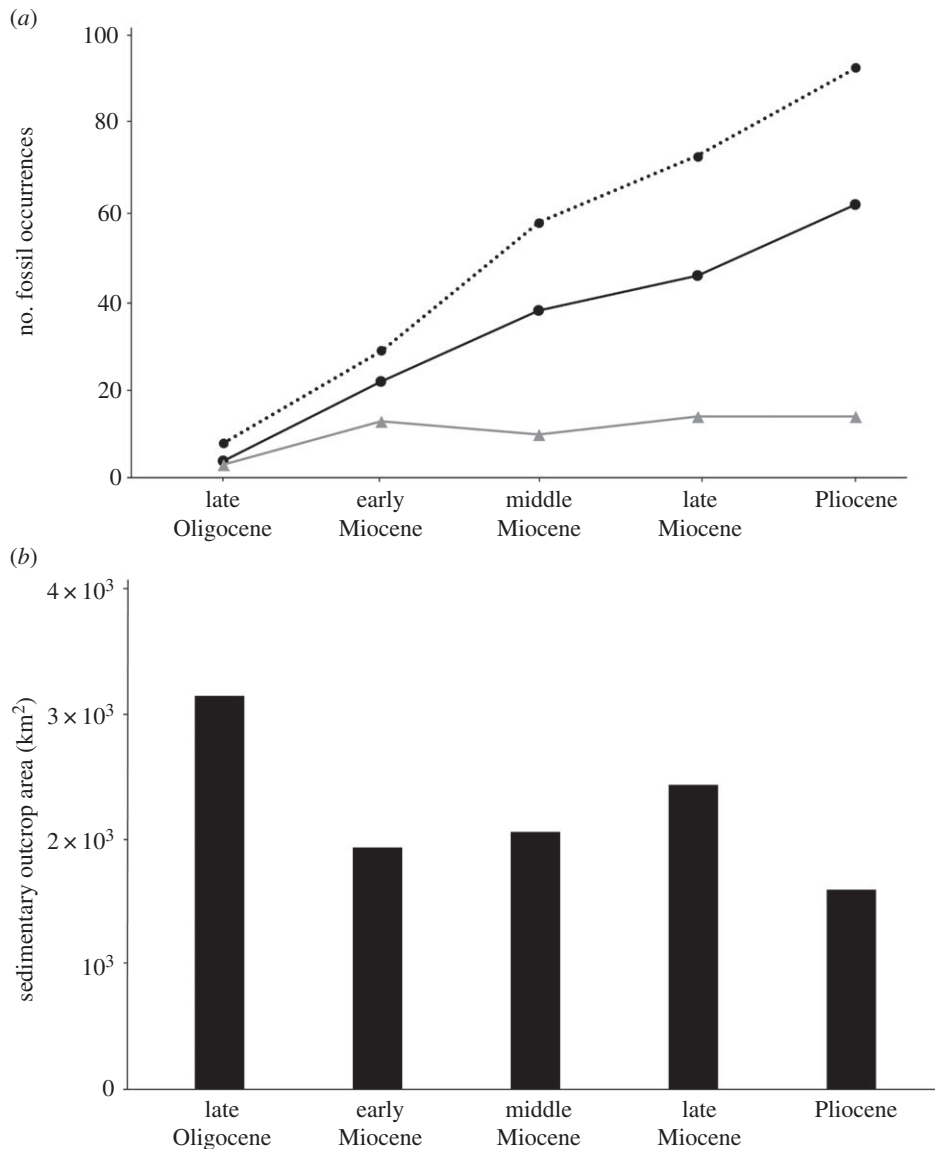 (a)
100
80
60
40
20
0
no. fossil occurrences
late
Oligocene
early
Miocene
middle
Miocene
late
Miocene
Pliocene
(b)
4 × 10³
3 × 10³
2 × 10³
10³
0
sedimentary outcrop area (km²)
late
Oligocene
early
Miocene
middle
Miocene
late
Miocene
Pliocene